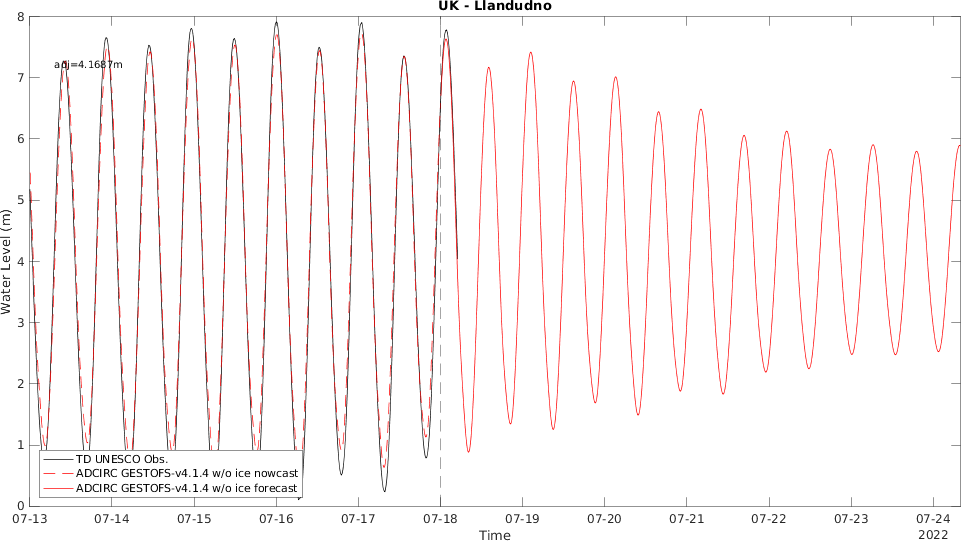 UK - Llandudno
8
7
6
5
4
3
2
1
0
Water Level (m)
adj=4.1687m
TD UNESCO Obs.
ADCIRC GESTOFS-v4.1.4 w/o ice nowcast
ADCIRC GESTOFS-v4.1.4 w/o ice forecast
07-13 07-14 07-15 07-16 07-17 07-18 07-19 07-20 07-21 07-22 07-23 07-24
2022
Time